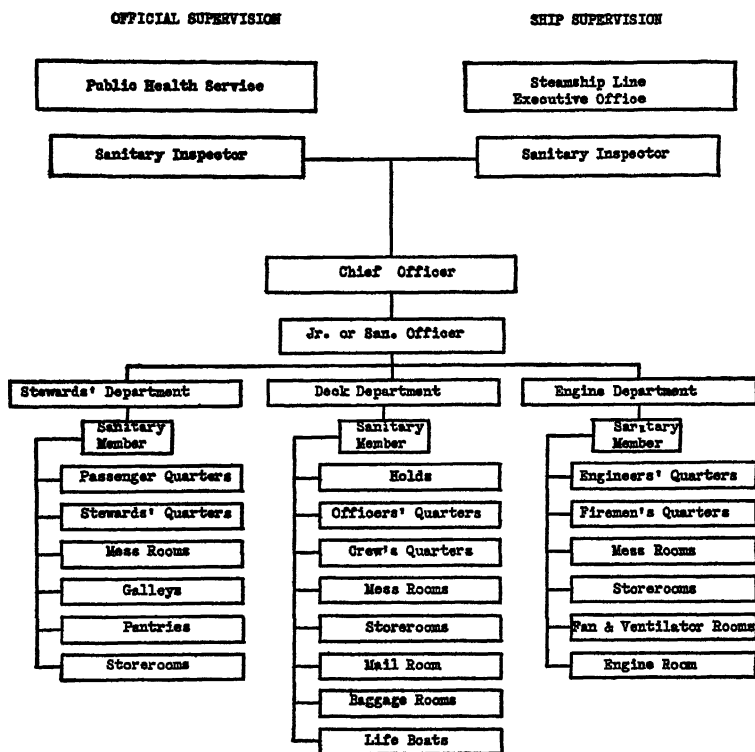 OFFICIAL SUPERVISION
SHIP SUPERVISION
Public Health Service
Steamship Line
Executive Office
Sanitary Inspector
Sanitary Inspector
Chief Officer
Jr. or San. Officer
Stewards' Department
Deck Department
Engine Department
Sanitary
Member
Sanitary
Member
Sanitary
Member
Passenger Quarters
Stewards' Quarters
Mess Rooms
Galleys
Pantries
Storerooms
Holds
Officers' Quarters
Crew's Quarters
Mess Rooms
Storerooms
Mail Room
Baggage Rooms
Life Boats
Engineers' Quarters
Firemen's Quarters
Mess Rooms
Storerooms
Fan & Ventilator Rooms
Engine Room